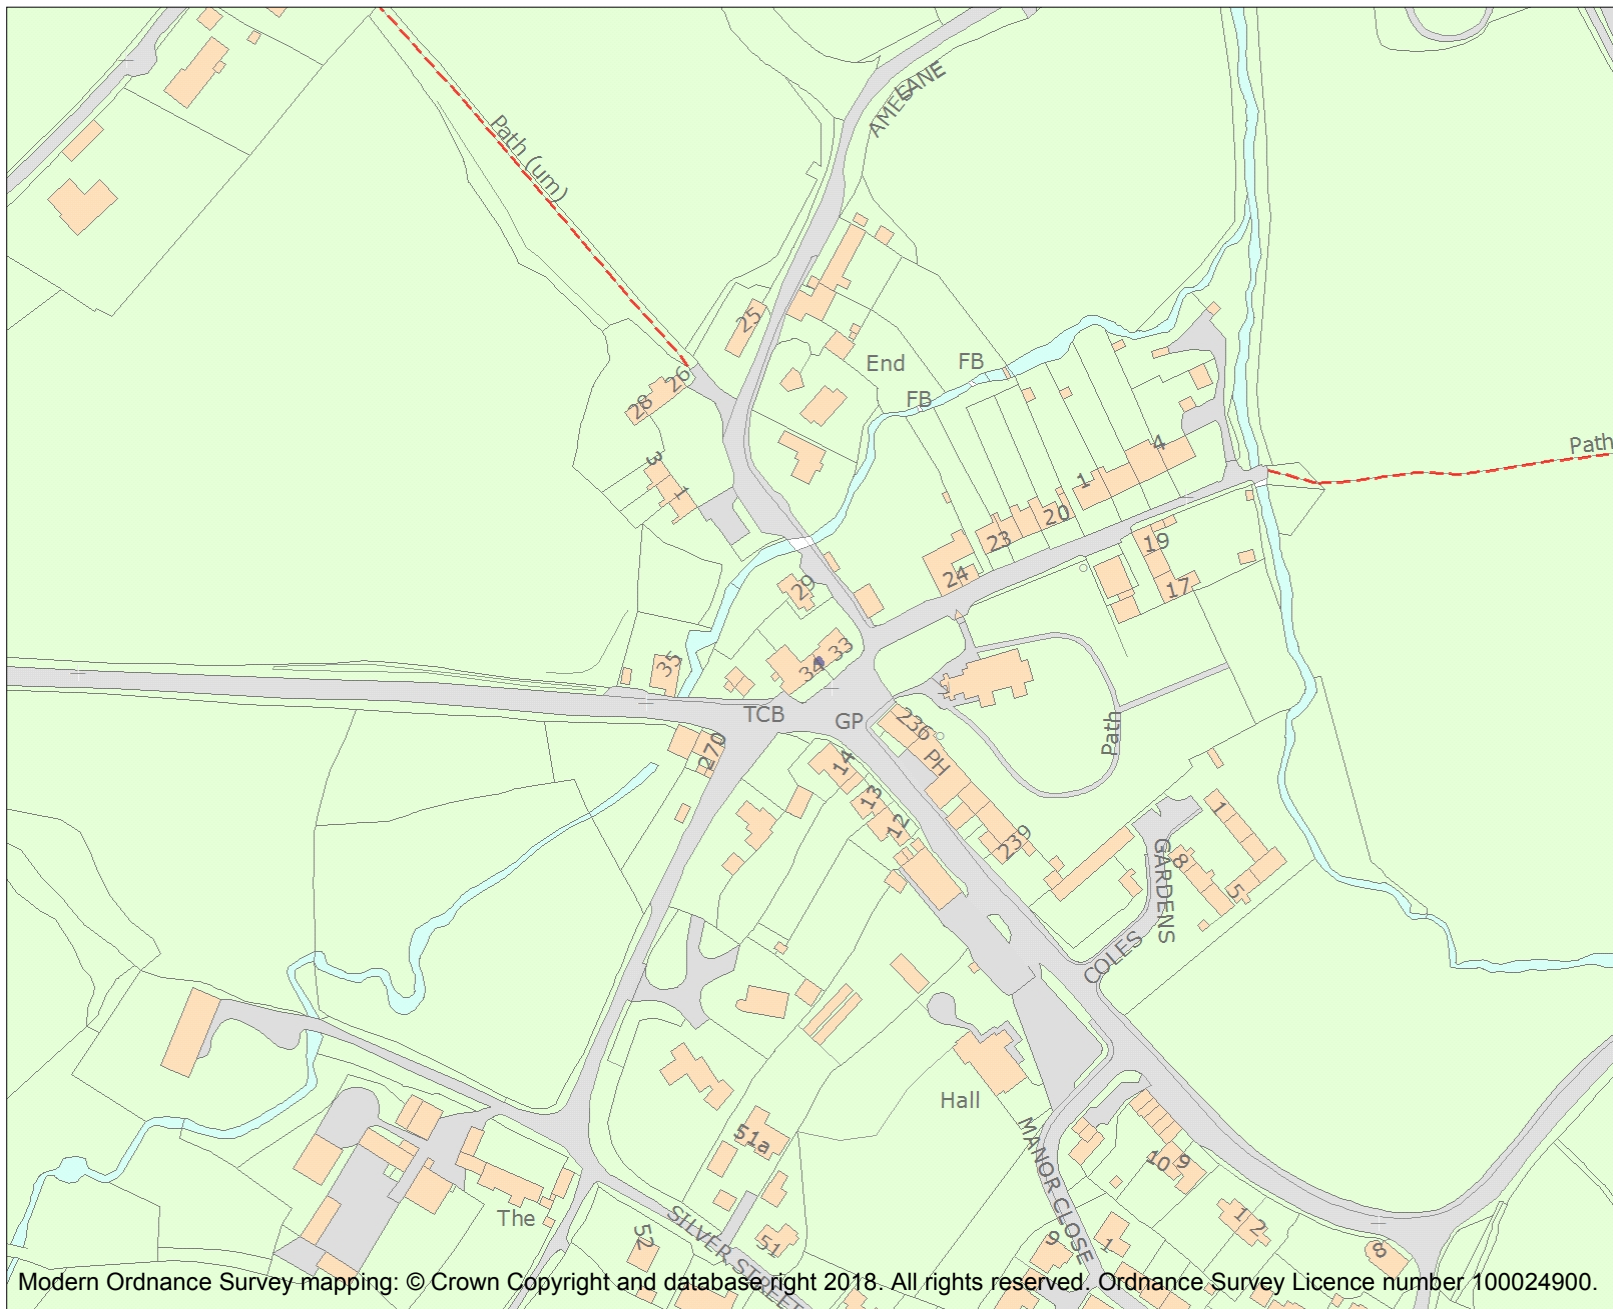 AMES LANE
Path (um)
25
End
FB
FB
26
28
3
1
4
1
20
23
24
19
17
Path
29
33
34
35
TCB
GP
236
PH
Path
270
14
13
12
239
1
8
5
GARDENS
COLES
Hall
MANOR CLOSE
51a
10
9
12
The
SILVER STREET
52
51
9
1
8
Modern Ordnance Survey mapping: © Crown Copyright and database right 2018. All rights reserved. Ordnance Survey Licence number 100024900.